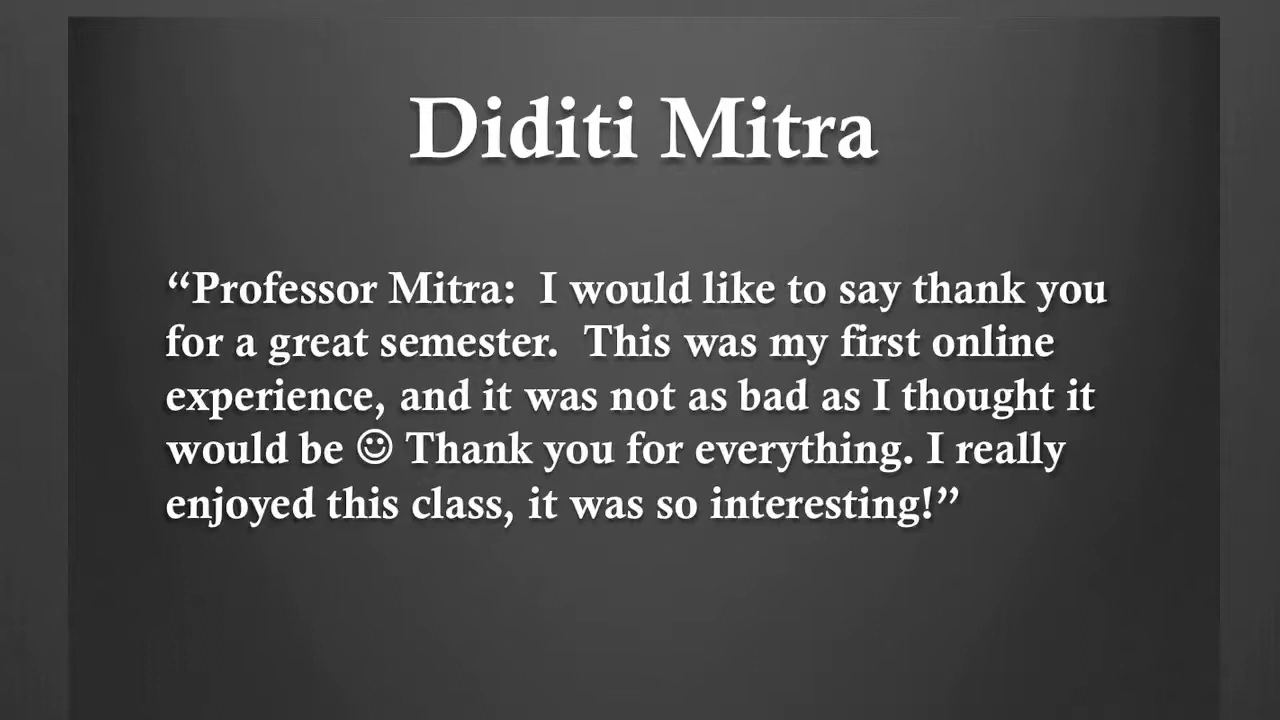 Diditi Mitra
“Professor Mitra:  I would like to say thank you
for a great semester.  This was my first online
experience, and it was not as bad as I thought it
would be ☺ Thank you for everything. I really
enjoyed this class, it was so interesting!”